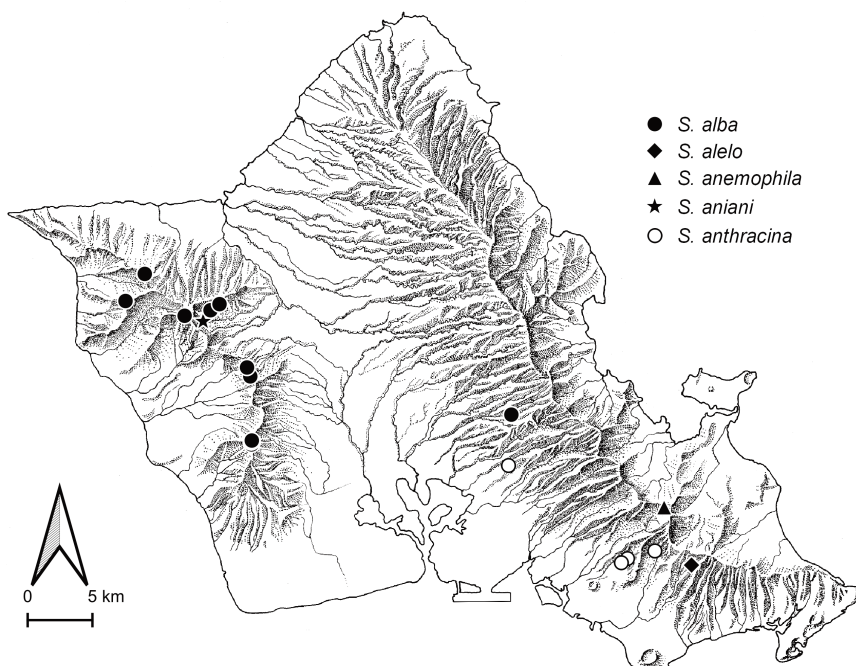 S. alba
S. alelo
S. anemophila
S. aniani
S. anthracina
0 5 km